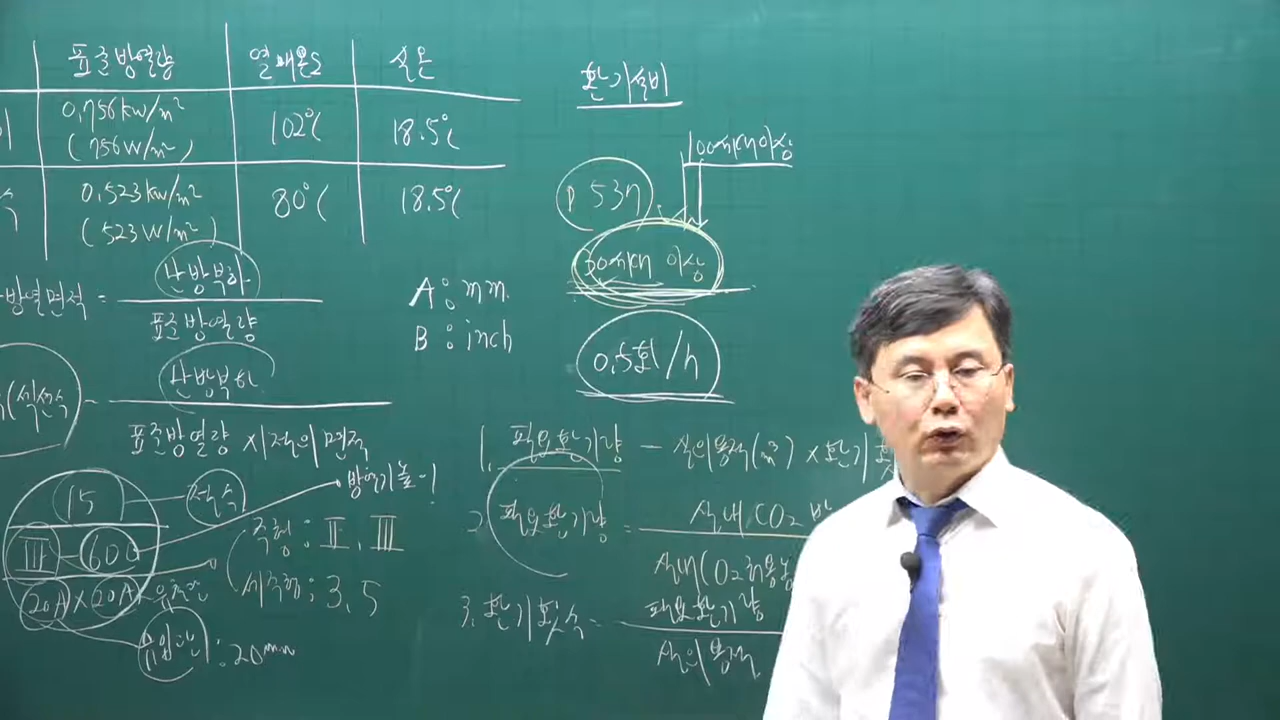 표준방열량 열매온도 실온
0.756kW/m²
(756W/m²)
102℃
18.5℃
0.523kW/m²
(523W/m²)
80℃
18.5℃
방열면적 = 난방부하
표준방열량
난방부하
표준방열량 × 1쪽의 면적
15 쪽수
III - 600 방열기높이
20A × 20A 유출관
유입관 : 20mm
주형 : II, III
세주형 : 3, 5
A : mm
B : inch
환기설비
P 537
100세대이상
30세대 이상
0.5회/h
1. 필요환기량 = 실의용적(m³) × 환기횟
2. 필요환기량 = 실내 CO2 발
실내CO2허용농
3. 환기횟수 = 필요환기량
실의용적